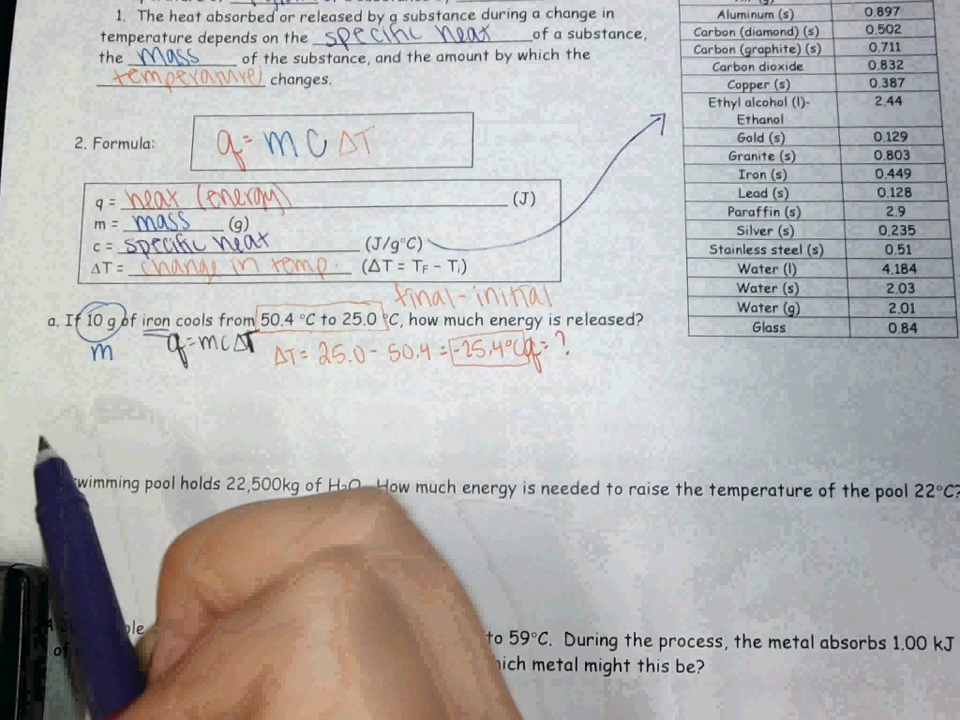 1. The heat absorbed or released by a substance during a change in
temperature depends on the specific heat of a substance,
the mass of the substance, and the amount by which the
temperature changes.
2. Formula: q = m C ΔT
q = heat (energy) (J)
m = mass (g)
c = specific heat (J/g°C)
ΔT = change in temp. (ΔT = TF - Ti)
final - initial
a. If 10 g of iron cools from 50.4 °C to 25.0 °C, how much energy is released?
m q = mCΔT ΔT = 25.0 - 50.4 = -25.4°C q = ?
swimming pool holds 22,500kg of H2O. How much energy is needed to raise the temperature of the pool 22°C?
to 59°C. During the process, the metal absorbs 1.00 kJ
of
which metal might this be?
Aluminum (s) 0.897
Carbon (diamond) (s) 0.502
Carbon (graphite) (s) 0.711
Carbon dioxide 0.832
Copper (s) 0.387
Ethyl alcohol (l)- 2.44
Ethanol
Gold (s) 0.129
Granite (s) 0.803
Iron (s) 0.449
Lead (s) 0.128
Paraffin (s) 2.9
Silver (s) 0.235
Stainless steel (s) 0.51
Water (l) 4.184
Water (s) 2.03
Water (g) 2.01
Glass 0.84